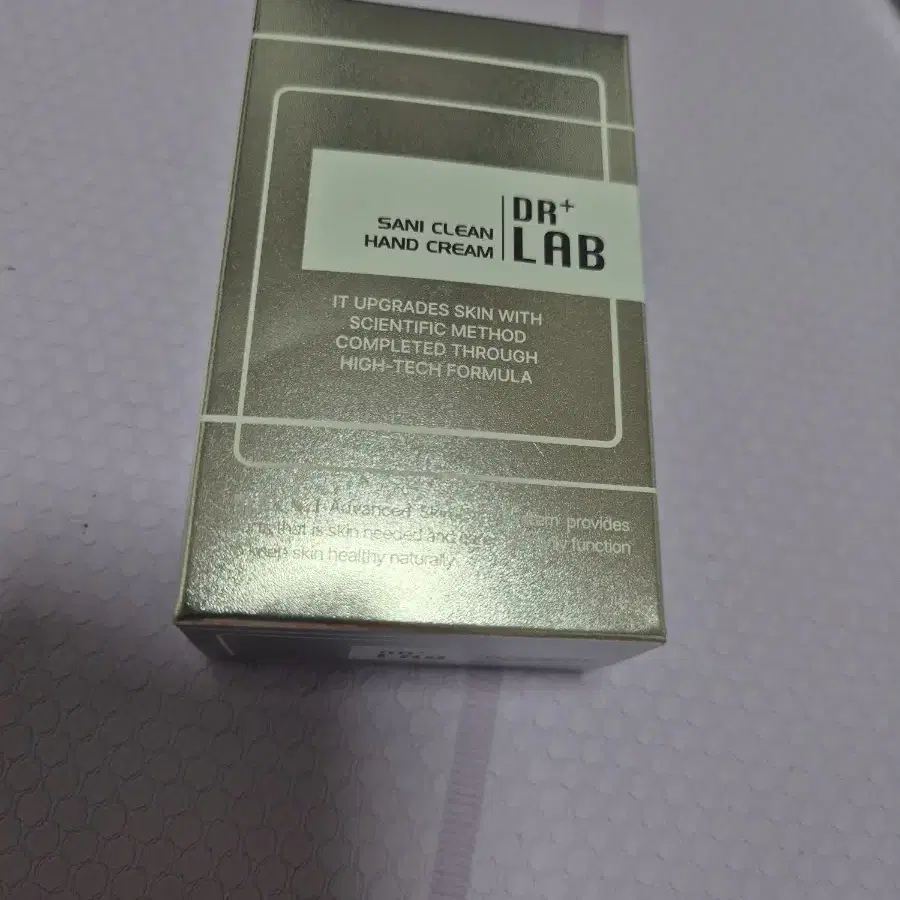 SANI CLEAN
HAND CREAM
DR+
LAB
IT UPGRADES SKIN WITH
SCIENTIFIC METHOD
COMPLETED THROUGH
HIGH-TECH FORMULA
Advanced provides
that is skin needed and function
keep skin healthy naturally